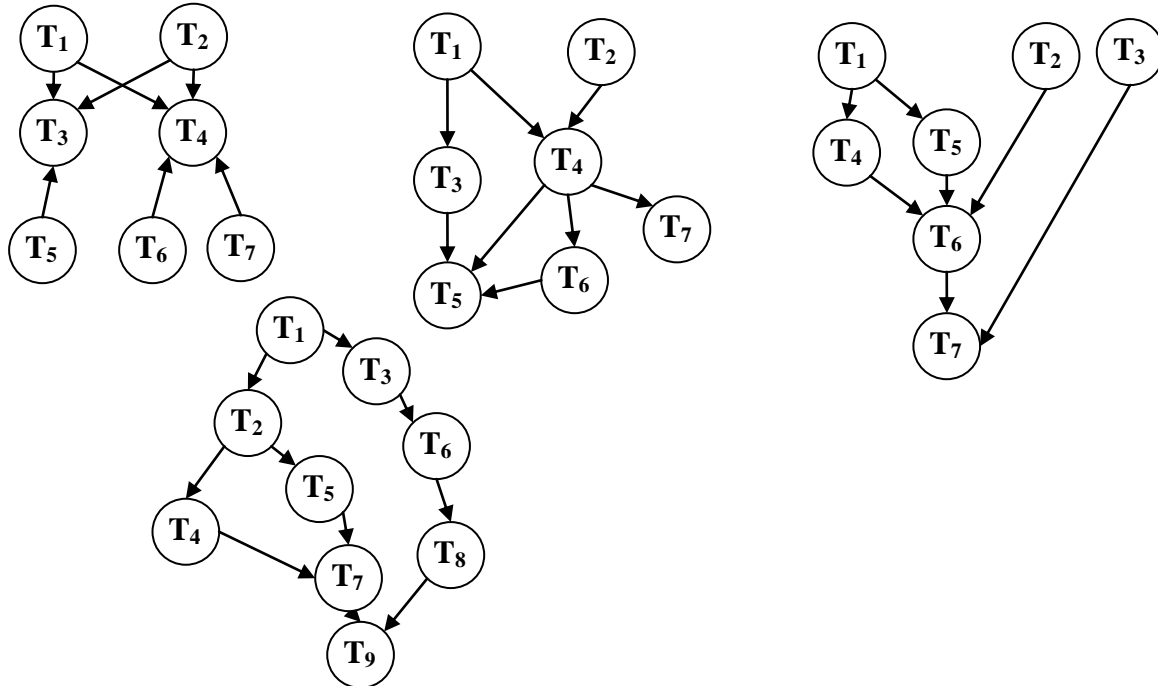 T₁ T₂
T₃ T₄
T₅ T₆ T₇
T₁ T₂
T₃ T₄
T₇
T₅ T₆
T₁ T₂ T₃
T₄ T₅
T₆
T₇
T₁
T₃
T₂
T₆
T₅
T₄
T₈
T₇
T₉